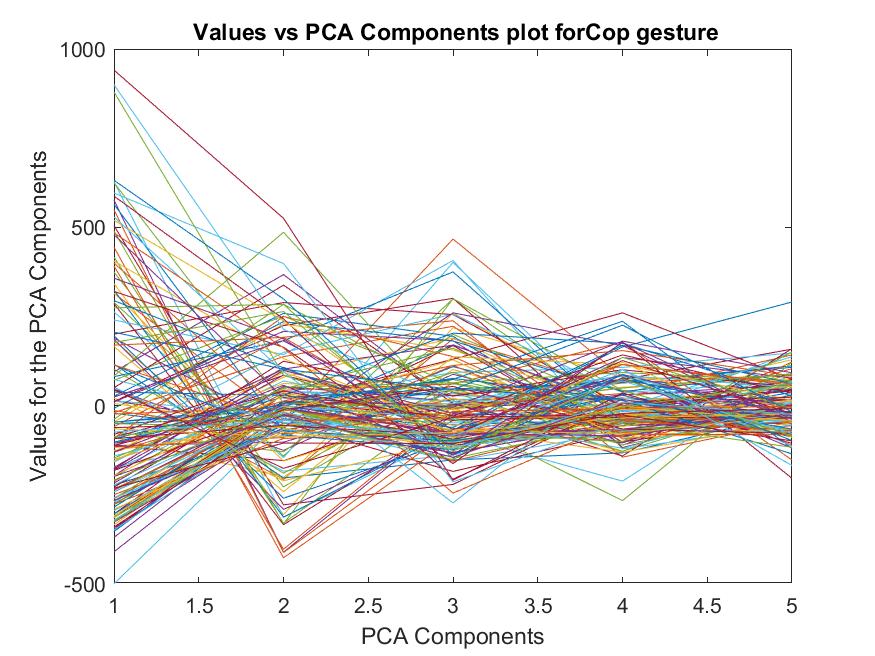 Values vs PCA Components plot forCop gesture
1000
500
0
-500
Values for the PCA Components
1 1.5 2 2.5 3 3.5 4 4.5 5
PCA Components